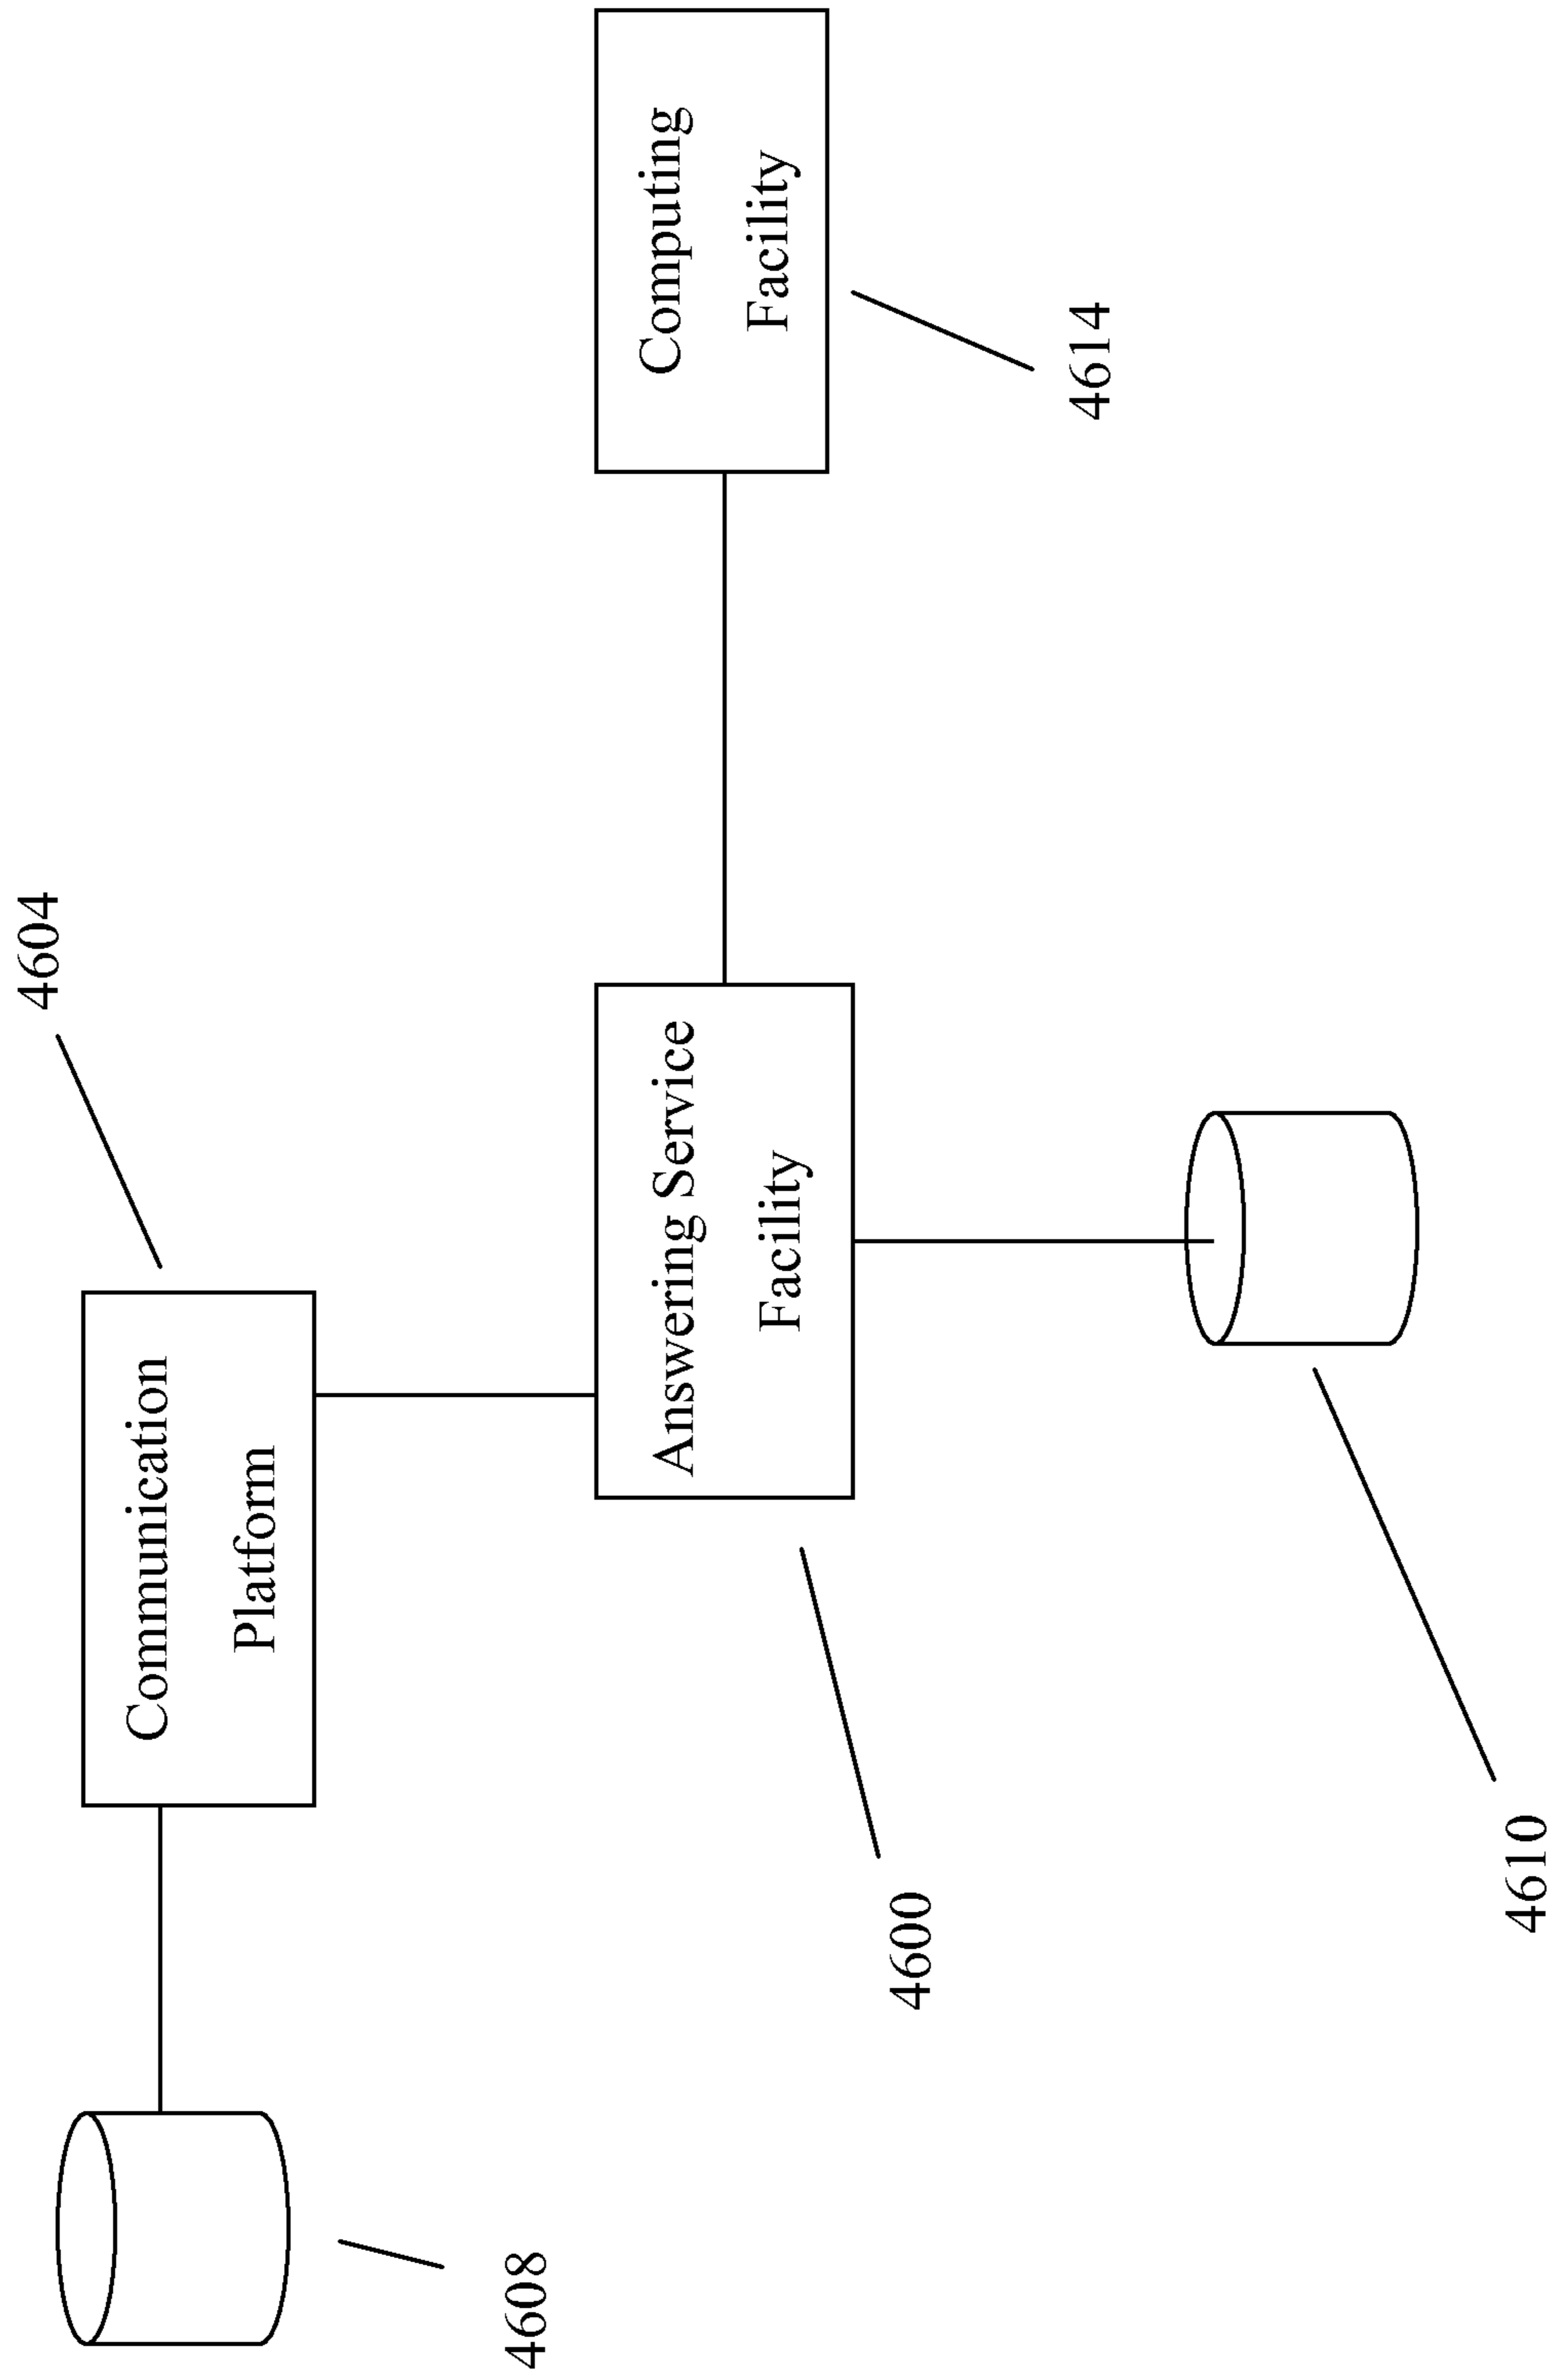 4604
Communication
Platform
4608
Answering Service
Facility
4600
Computing
Facility
4614
4610